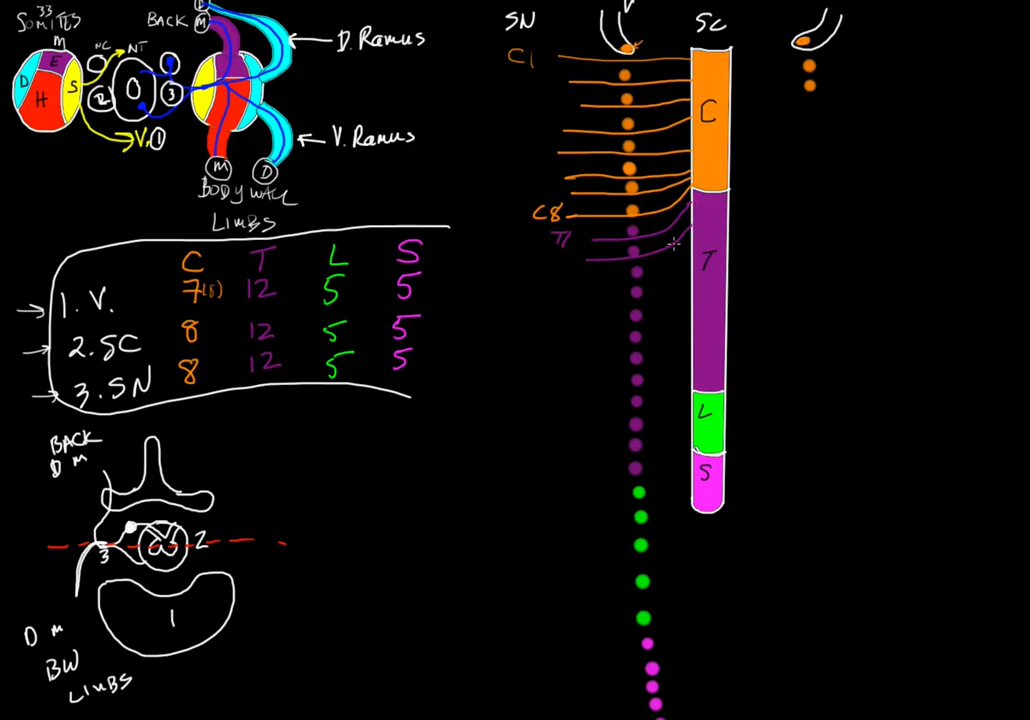 33
SOMITES
M
E
D
H
S
NC
NT
2
3
V, 1
D
BACK M
D. Ramus
V. Ramus
M D
BODY WALL
LIMBS
C T L S
1. V. 7(8) 12 5 5
2. SC 8 12 5 5
3. SN 8 12 5 5
BACK
D M
2
3
1
D M
BW
LIMBS
SN V SC
C1
C
C8
T1
T
L
S